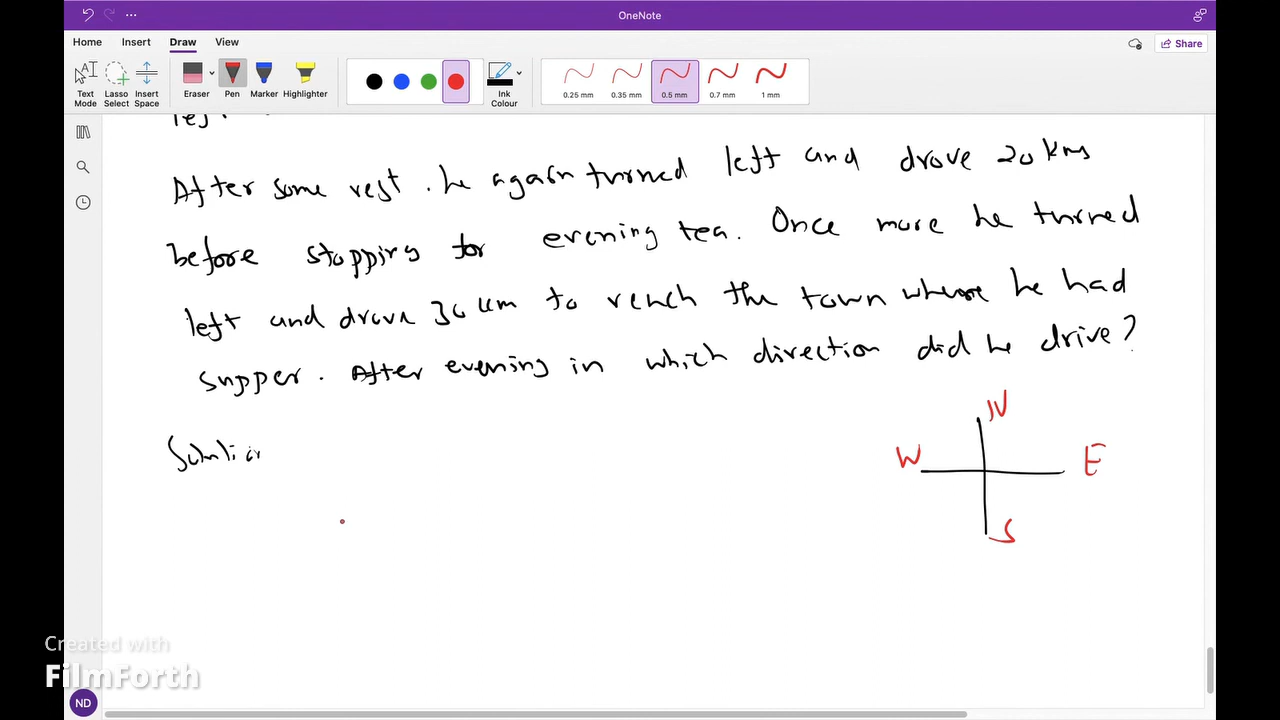 OneNote
Home Insert Draw View
Share
Text Mode
Lasso Select
Insert Space
Eraser
Pen
Marker
Highlighter
Ink Colour
0.25 mm
0.35 mm
0.5 mm
0.7 mm
1 mm
After some rest. he again turned left and drove 20 kms
before stopping for evening tea. Once more he turned
left and drove 30 km to reach the town where he had
supper. After evening in which direction did he drive?
Solution
N
W E
S
Created with
FilmForth
ND